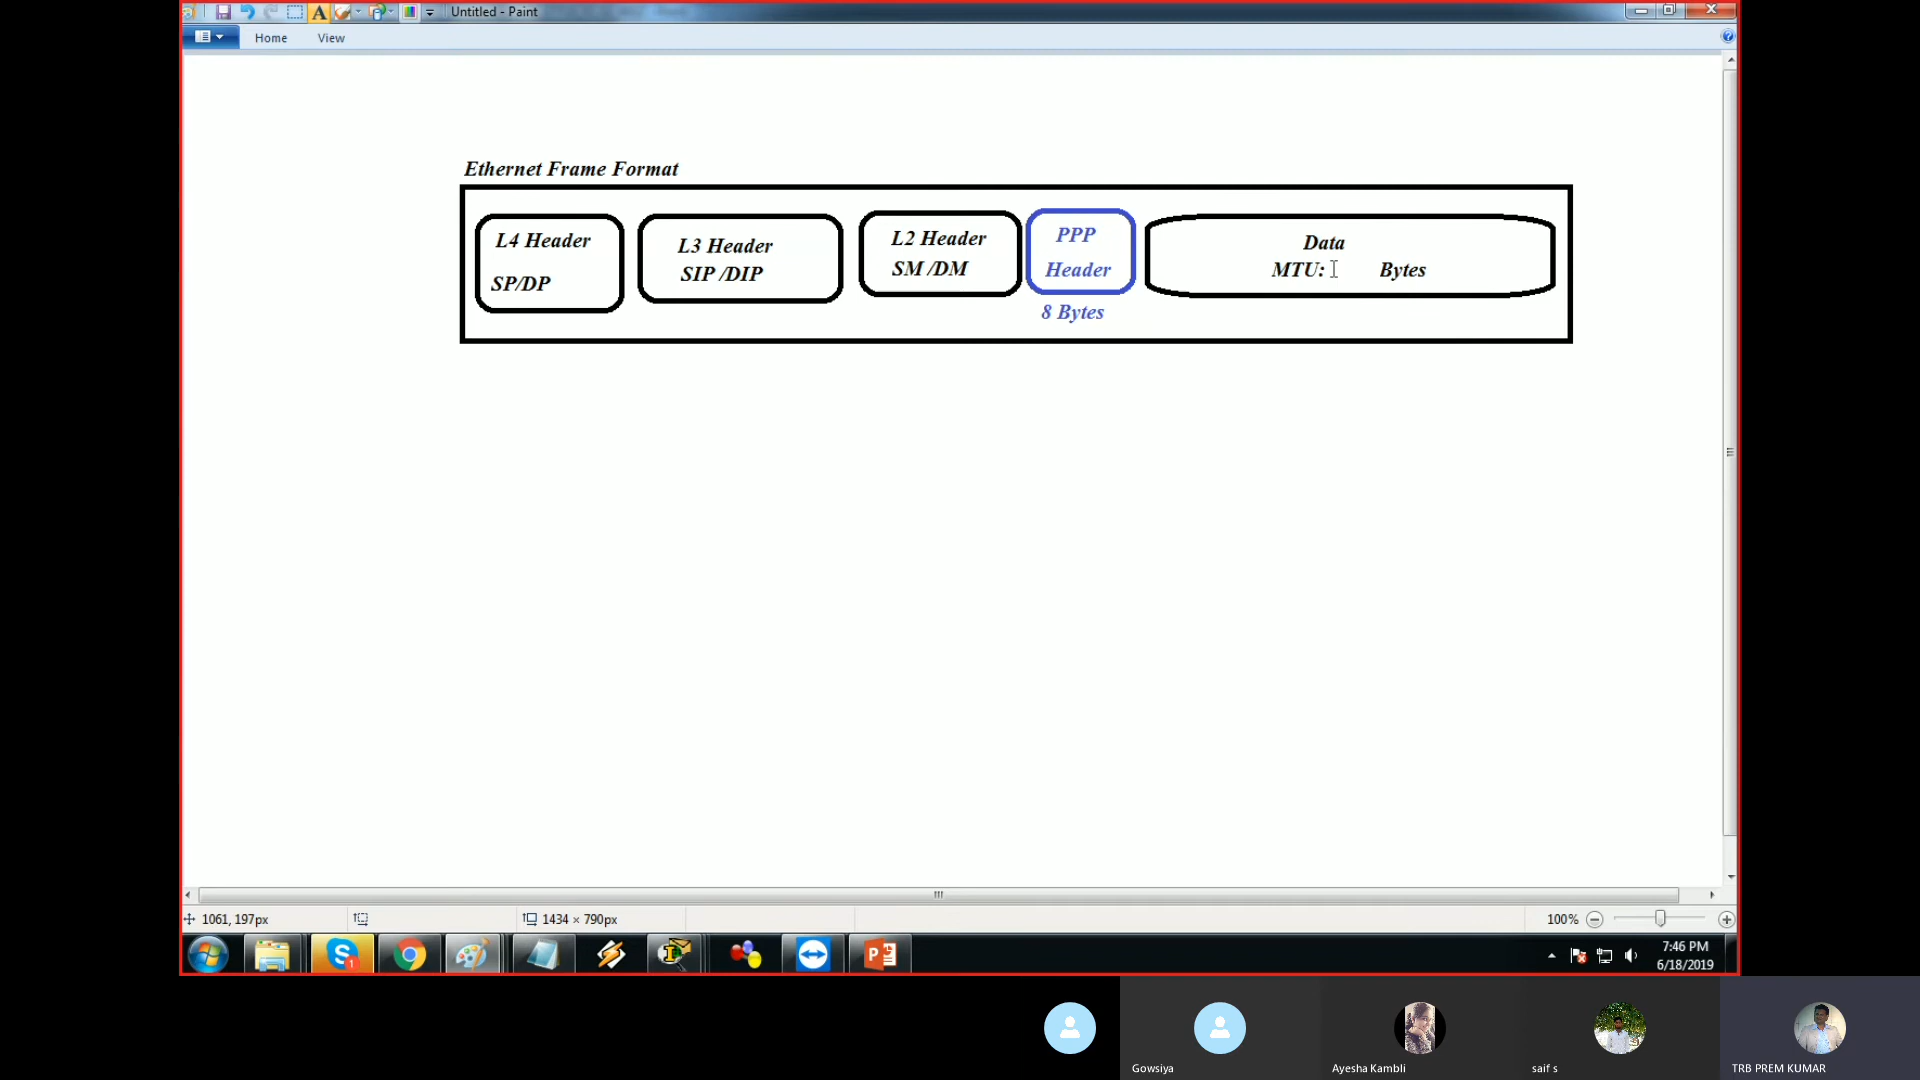 Untitled - Paint
Home View
Ethernet Frame Format
L4 Header
SP/DP
L3 Header
SIP /DIP
L2 Header
SM /DM
PPP
Header
8 Bytes
Data
MTU: Bytes
1061, 197px
1434 × 790px
100%
7:46 PM
6/18/2019
Gowsiya
Ayesha Kambli
saif s
TRB PREM KUMAR